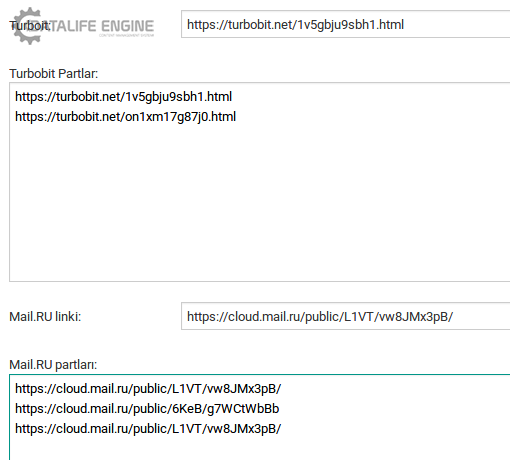 Turboit:
DATALIFE ENGINE
CONTENT MANAGEMENT SYSTEM
https://turbobit.net/1v5gbju9sbh1.html
Turbobit Partlar:
https://turbobit.net/1v5gbju9sbh1.html
https://turbobit.net/on1xm17g87j0.html
Mail.RU linki:
https://cloud.mail.ru/public/L1VT/vw8JMx3pB/
Mail.RU partları:
https://cloud.mail.ru/public/L1VT/vw8JMx3pB/
https://cloud.mail.ru/public/6KeB/g7WCtWbBb
https://cloud.mail.ru/public/L1VT/vw8JMx3pB/